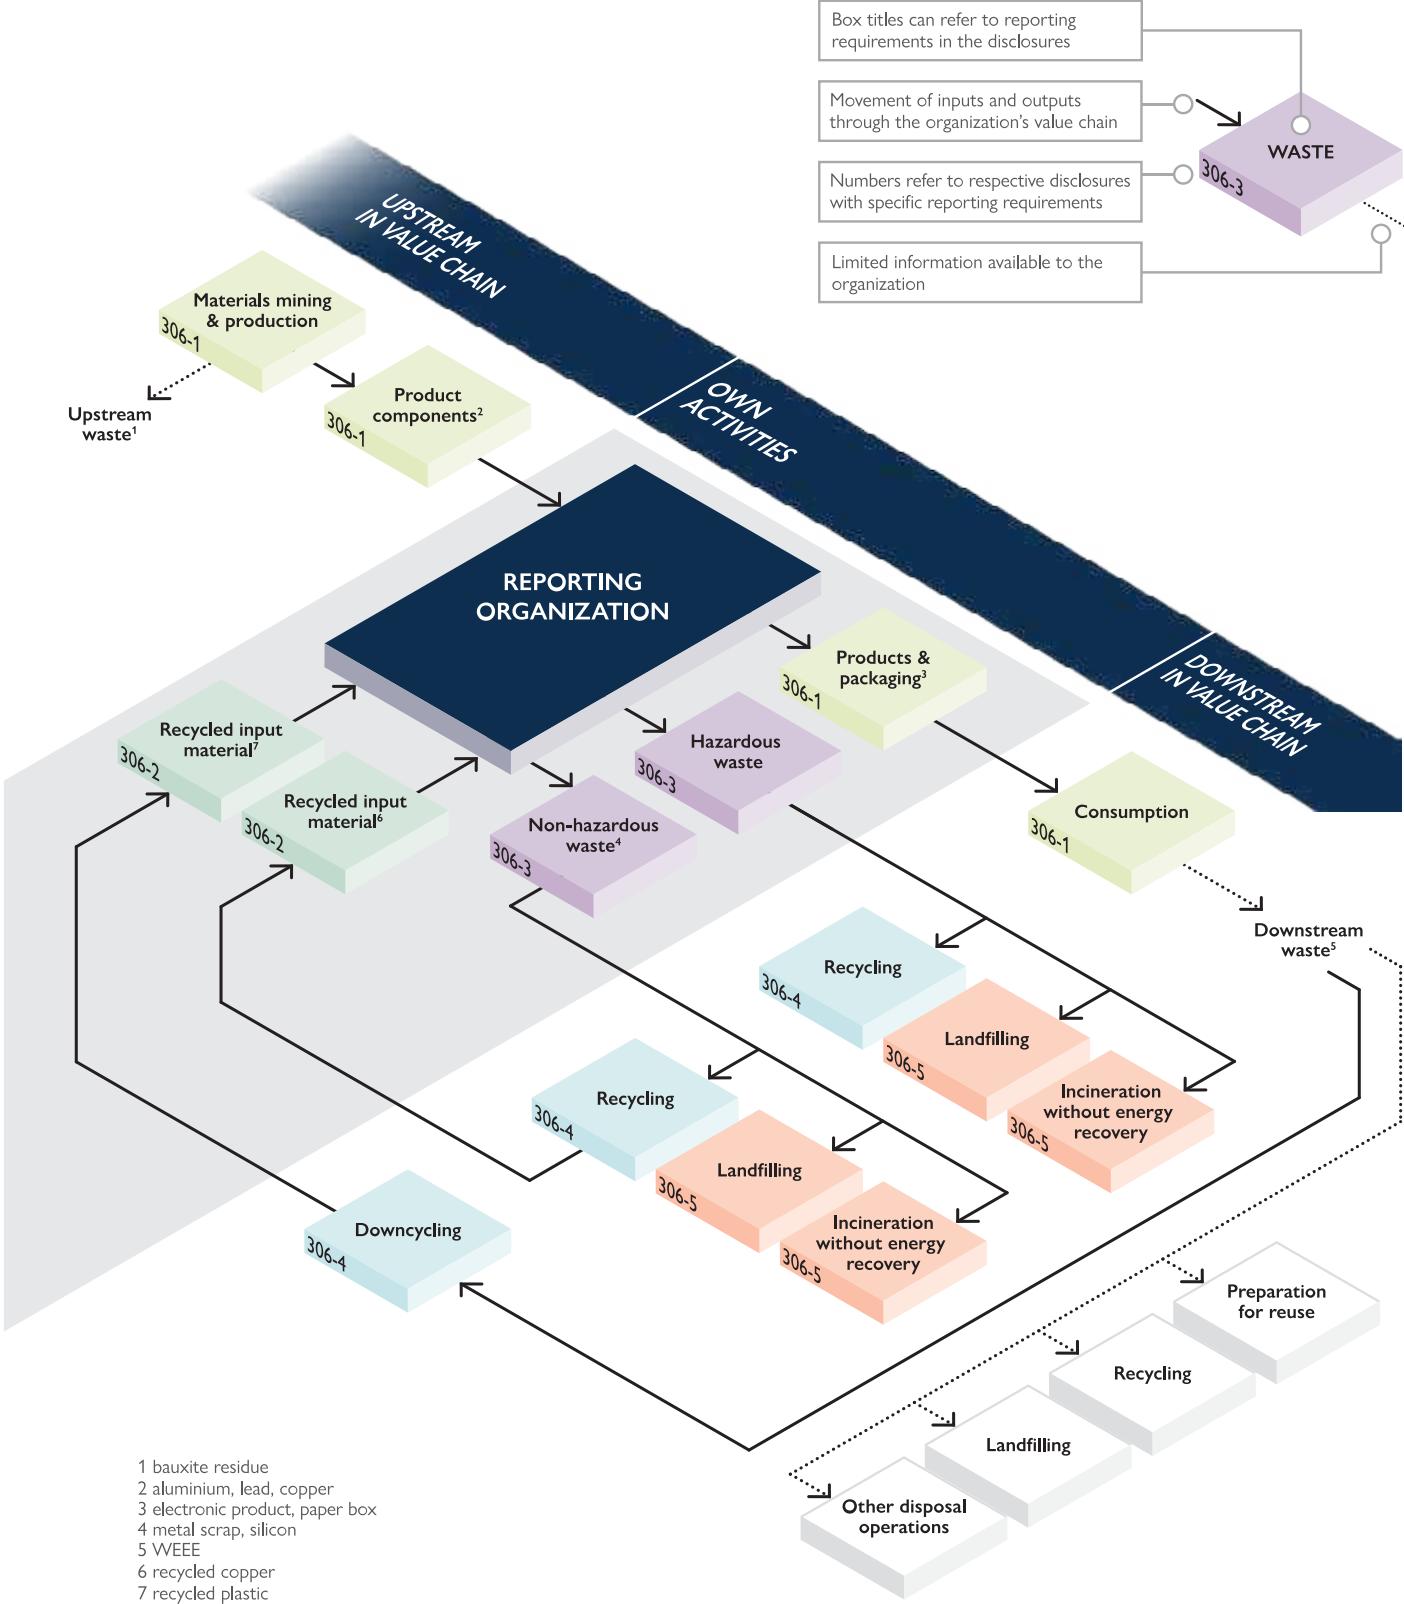 Box titles can refer to reporting
requirements in the disclosures
Movement of inputs and outputs
through the organization's value chain
Numbers refer to respective disclosures
with specific reporting requirements
Limited information available to the
organization
WASTE
306-3
UPSTREAM
IN VALUE CHAIN
OWN
ACTIVITIES
DOWNSTREAM
IN VALUE CHAIN
Materials mining
& production
306-1
Upstream
waste¹
Product
components²
306-1
REPORTING
ORGANIZATION
Products &
packaging³
306-1
Recycled input
material⁷
306-2
Recycled input
material⁶
306-2
Hazardous
waste
306-3
Non-hazardous
waste⁴
306-3
Consumption
306-1
Downstream
waste⁵
Recycling
306-4
Landfilling
306-5
Incineration
without energy
recovery
306-5
Recycling
306-4
Landfilling
306-5
Incineration
without energy
recovery
306-5
Downcycling
306-4
Preparation
for reuse
Recycling
Landfilling
Other disposal
operations
1 bauxite residue
2 aluminium, lead, copper
3 electronic product, paper box
4 metal scrap, silicon
5 WEEE
6 recycled copper
7 recycled plastic